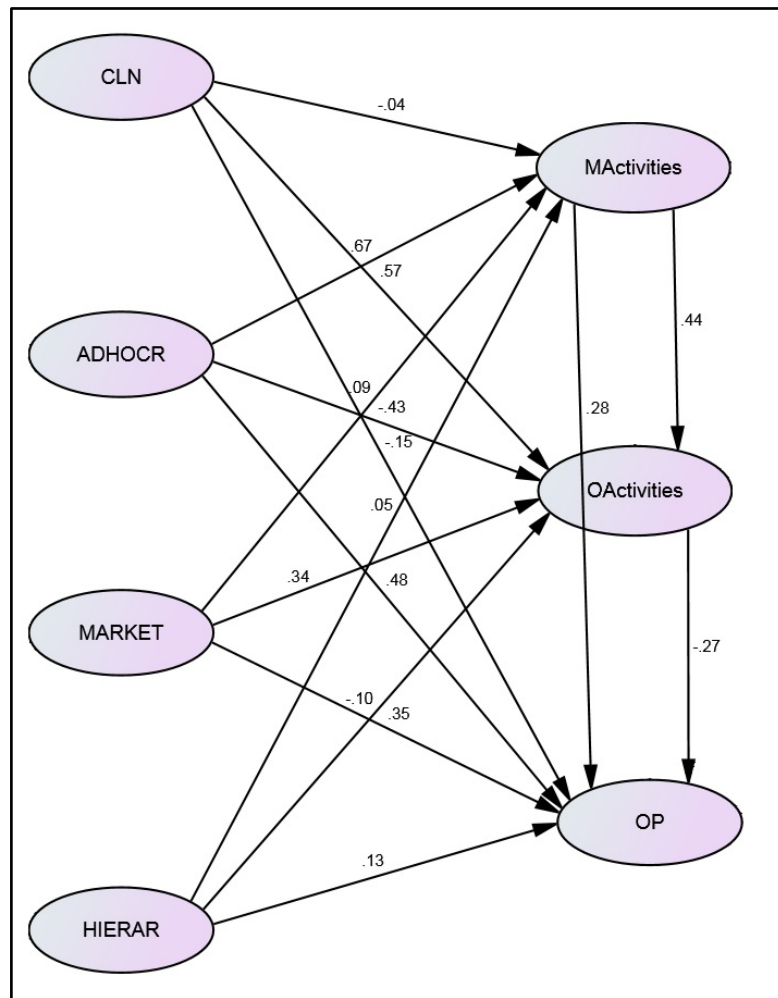 CLN
-.04
MActivities
.67
.57
.44
ADHOCR
.09
-.43
.28
-.15
OActivities
.05
.34
.48
MARKET
-.27
-.10
.35
OP
.13
HIERAR